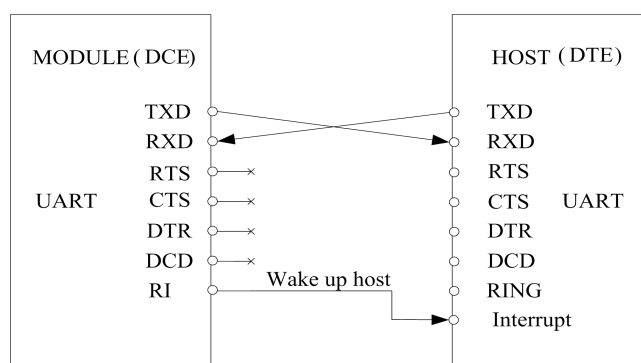 MODULE (DCE)
TXD
RXD
RTS
UART
CTS
DTR
DCD
RI
Wake up host
HOST (DTE)
TXD
RXD
RTS
CTS
UART
DTR
DCD
RING
Interrupt